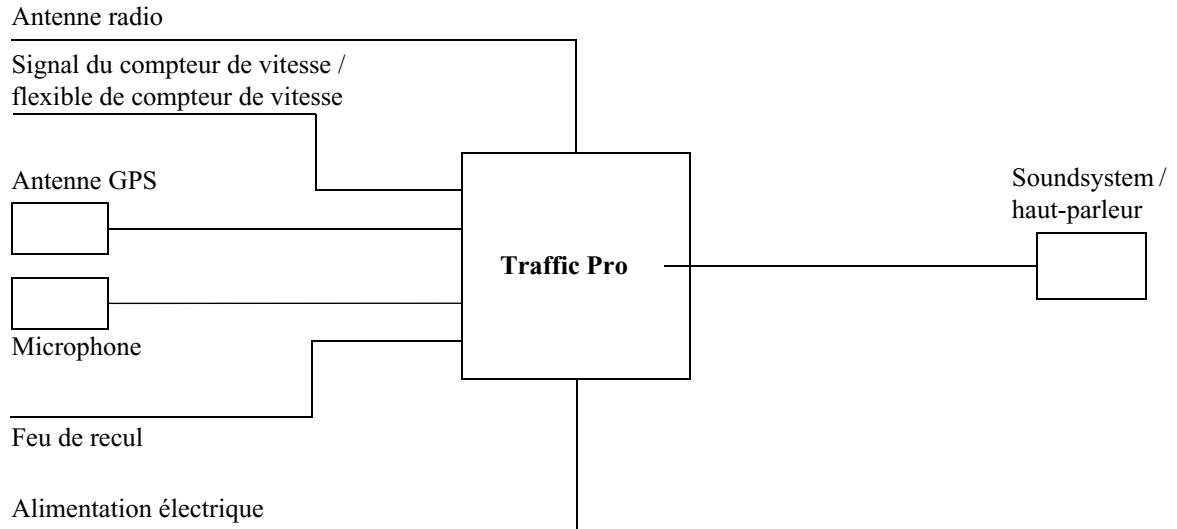 Antenne radio
Signal du compteur de vitesse /
flexible de compteur de vitesse
Antenne GPS
Soundsystem /
haut-parleur
Traffic Pro
Microphone
Feu de recul
Alimentation électrique